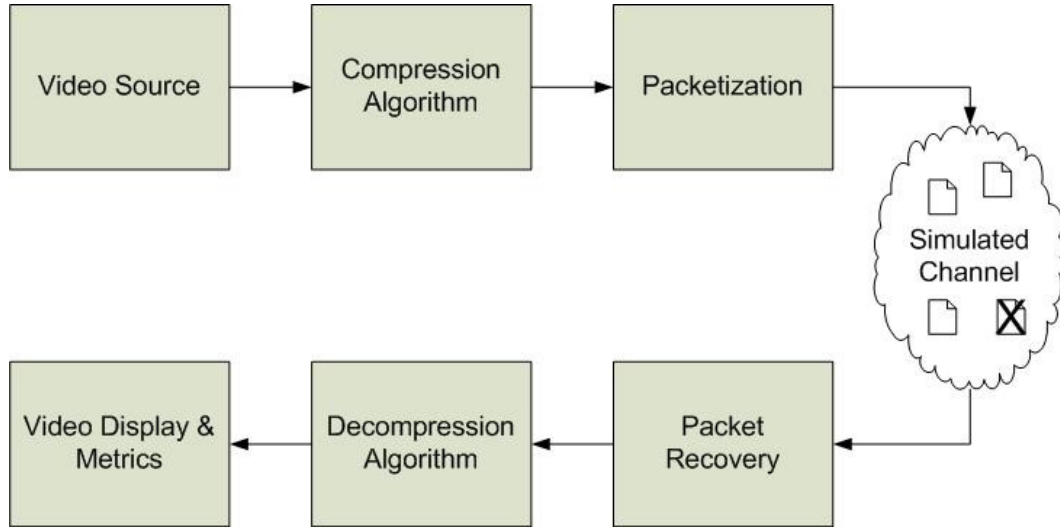 Video Source
Compression
Algorithm
Packetization
Simulated
Channel
X
Packet
Recovery
Decompression
Algorithm
Video Display &
Metrics